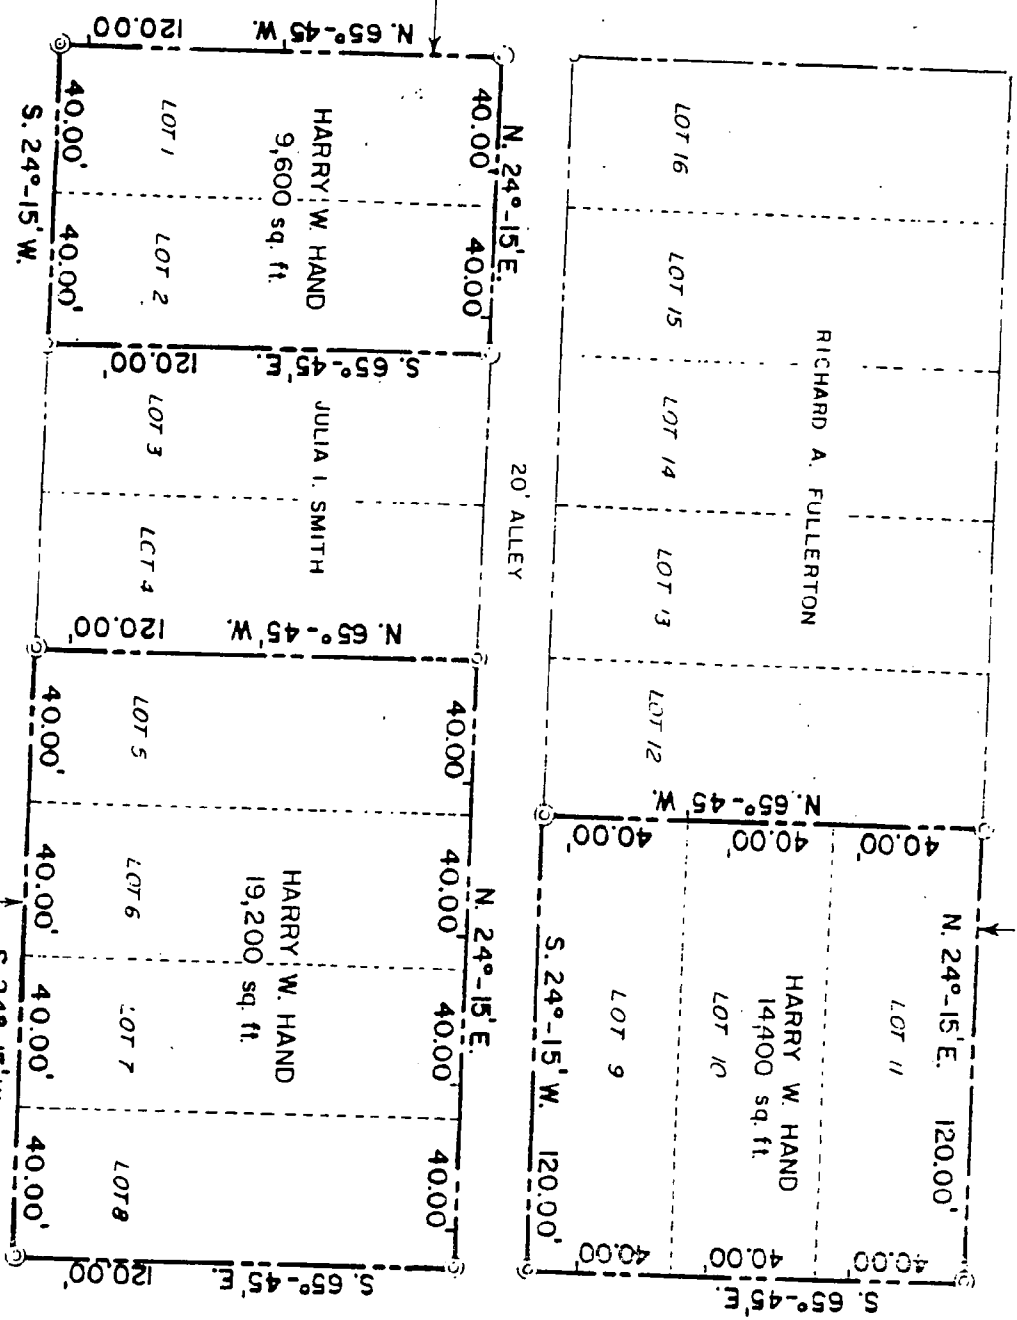 N. 65°-45' W.
120.00'
40.00'
40.00'
N. 24°-15' E.
LOT 1
LOT 2
HARRY W. HAND
9,600 sq. ft.
40.00'
40.00'
S. 24°-15' W.
S. 65°-45' E.
120.00'
LOT 16
LOT 15
LOT 14
LOT 13
LOT 12
RICHARD A. FULLERTON
20' ALLEY
JULIA I. SMITH
LOT 3
LOT 4
N. 65°-45' W.
120.00'
40.00'
40.00'
40.00'
40.00'
N. 24°-15' E.
LOT 5
LOT 6
LOT 7
LOT 8
HARRY W. HAND
19,200 sq. ft.
40.00'
40.00'
40.00'
40.00'
S. 65°-45' E.
120.00'
N. 65°-45' W.
40.00'
40.00'
40.00'
N. 24°-15' E. 120.00'
LOT 11
HARRY W. HAND
14,400 sq. ft.
LOT 10
LOT 9
S. 24°-15' W. 120.00'
40.00'
40.00'
40.00'
S. 65°-45' E.